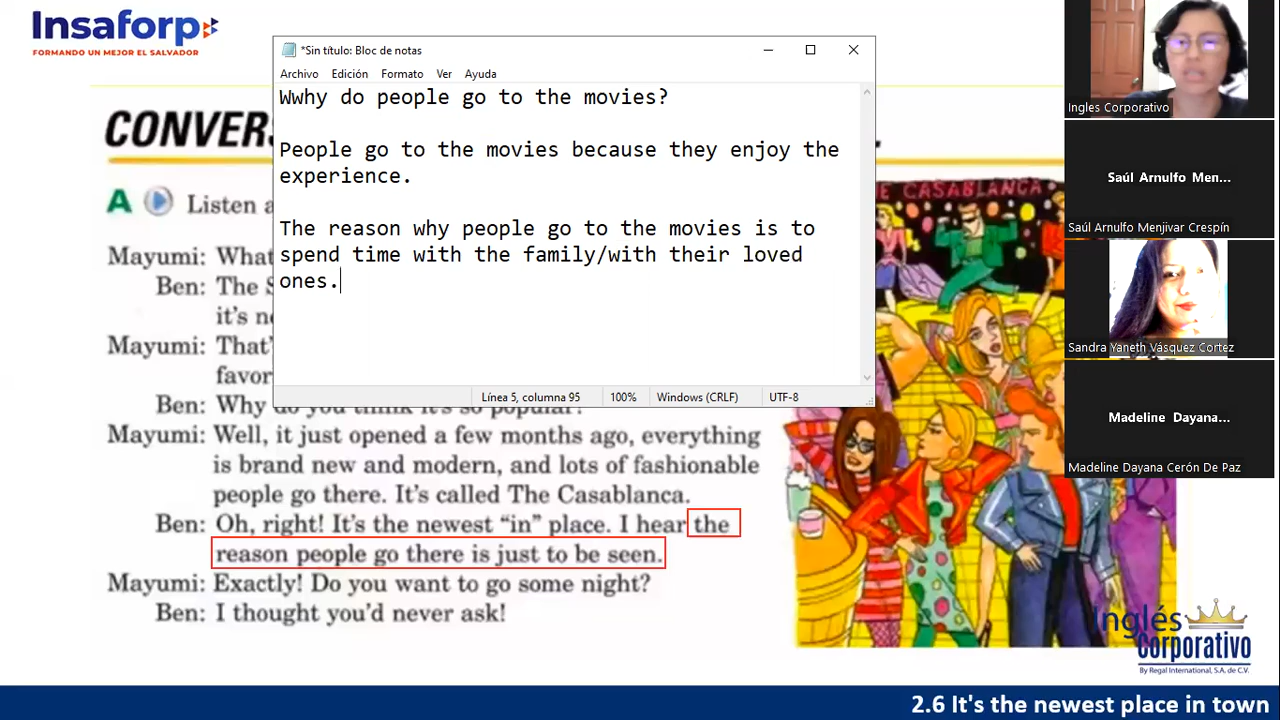 Insaforp
FORMANDO UN MEJOR EL SALVADOR
*Sin título: Bloc de notas
Archivo Edición Formato Ver Ayuda
Wwhy do people go to the movies?
People go to the movies because they enjoy the
experience.
The reason why people go to the movies is to
spend time with the family/with their loved
ones.
Línea 5, columna 95 100% Windows (CRLF) UTF-8
CONVER
A Listen a
Mayumi: What
Ben: The S
it's ne
Mayumi: That'
favor
Ben: Why do you think it's so popular?
Mayumi: Well, it just opened a few months ago, everything
is brand new and modern, and lots of fashionable
people go there. It's called The Casablanca.
Ben: Oh, right! It's the newest "in" place. I hear the
reason people go there is just to be seen.
Mayumi: Exactly! Do you want to go some night?
Ben: I thought you'd never ask!
CASABLANCA
Ingles Corporativo
Saúl Arnulfo Men...
Saúl Arnulfo Menjivar Crespín
Sandra Yaneth Vásquez Cortez
Madeline Dayana...
Madeline Dayana Cerón De Paz
Inglés
Corporativo
By Regal International, S.A. de C.V.
2.6 It's the newest place in town